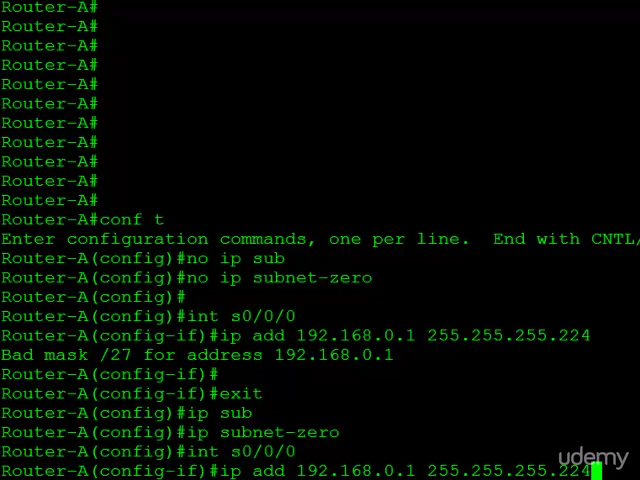 Router-A#
Router-A#
Router-A#
Router-A#
Router-A#
Router-A#
Router-A#
Router-A#
Router-A#
Router-A#
Router-A#
Router-A#conf t
Enter configuration commands, one per line.  End with CNTL/
Router-A(config)#no ip sub
Router-A(config)#no ip subnet-zero
Router-A(config)#
Router-A(config)#int s0/0/0
Router-A(config-if)#ip add 192.168.0.1 255.255.255.224
Bad mask /27 for address 192.168.0.1
Router-A(config-if)#
Router-A(config-if)#exit
Router-A(config)#ip sub
Router-A(config)#ip subnet-zero
Router-A(config)#int s0/0/0
Router-A(config-if)#ip add 192.168.0.1 255.255.255.224
udemy